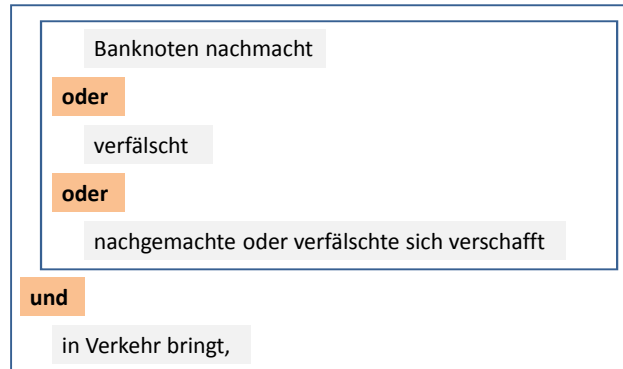 Banknoten nachmacht
oder
verfälscht
oder
nachgemachte oder verfälschte sich verschafft
und
in Verkehr bringt,